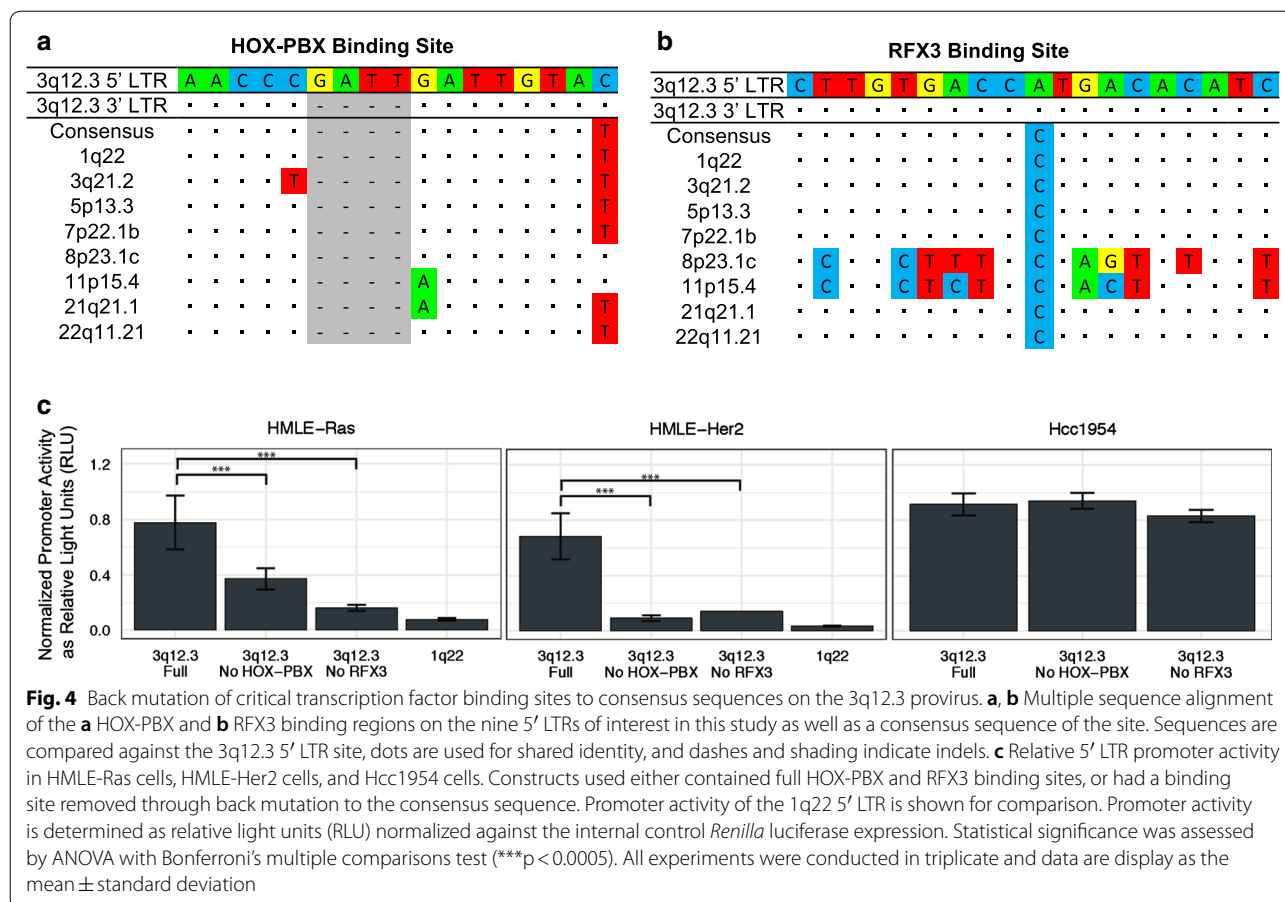 a
HOX-PBX Binding Site
3q12.3 5' LTR A A C C C G A T T G A T T G T A C
3q12.3 3' LTR . . . . . - - - - . . . . . . . .
Consensus . . . . . - - - - . . . . . . . T
1q22 . . . . . - - - - . . . . . . . T
3q21.2 . . . . T - - - - . . . . . . . T
5p13.3 . . . . . - - - - . . . . . . . T
7p22.1b . . . . . - - - - . . . . . . . T
8p23.1c . . . . . - - - - . . . . . . . .
11p15.4 . . . . . - - - - A . . . . . . .
21q21.1 . . . . . - - - - A . . . . . . T
22q11.21 . . . . . - - - - . . . . . . . T
b
RFX3 Binding Site
3q12.3 5' LTR C T T G T G A C C A T G A C A C A T C
3q12.3 3' LTR . . . . . . . . . . . . . . . . . . .
Consensus . . . . . . . . . C . . . . . . . . .
1q22 . . . . . . . . . C . . . . . . . . .
3q21.2 . . . . . . . . . C . . . . . . . . .
5p13.3 . . . . . . . . . C . . . . . . . . .
7p22.1b . . . . . . . . . C . . . . . . . . .
8p23.1c . C . . C T T T . C . A G T . T . . T
11p15.4 . C . . C T C T . C . A C T . . . . T
21q21.1 . . . . . . . . . C . . . . . . . . .
22q11.21 . . . . . . . . . C . . . . . . . . .
c
Normalized Promoter Activity
as Relative Light Units (RLU)
HMLE-Ras
HMLE-Her2
Hcc1954
1.2
0.8
0.4
0.0
***
***
***
***
3q12.3 Full
3q12.3 No HOX-PBX
3q12.3 No RFX3
1q22
3q12.3 Full
3q12.3 No HOX-PBX
3q12.3 No RFX3
1q22
3q12.3 Full
3q12.3 No HOX-PBX
3q12.3 No RFX3
Fig. 4 Back mutation of critical transcription factor binding sites to consensus sequences on the 3q12.3 provirus. a, b Multiple sequence alignment
of the a HOX-PBX and b RFX3 binding regions on the nine 5′ LTRs of interest in this study as well as a consensus sequence of the site. Sequences are
compared against the 3q12.3 5′ LTR site, dots are used for shared identity, and dashes and shading indicate indels. c Relative 5′ LTR promoter activity
in HMLE-Ras cells, HMLE-Her2 cells, and Hcc1954 cells. Constructs used either contained full HOX-PBX and RFX3 binding sites, or had a binding
site removed through back mutation to the consensus sequence. Promoter activity of the 1q22 5′ LTR is shown for comparison. Promoter activity
is determined as relative light units (RLU) normalized against the internal control Renilla luciferase expression. Statistical significance was assessed
by ANOVA with Bonferroni's multiple comparisons test (***p < 0.0005). All experiments were conducted in triplicate and data are display as the
mean ± standard deviation